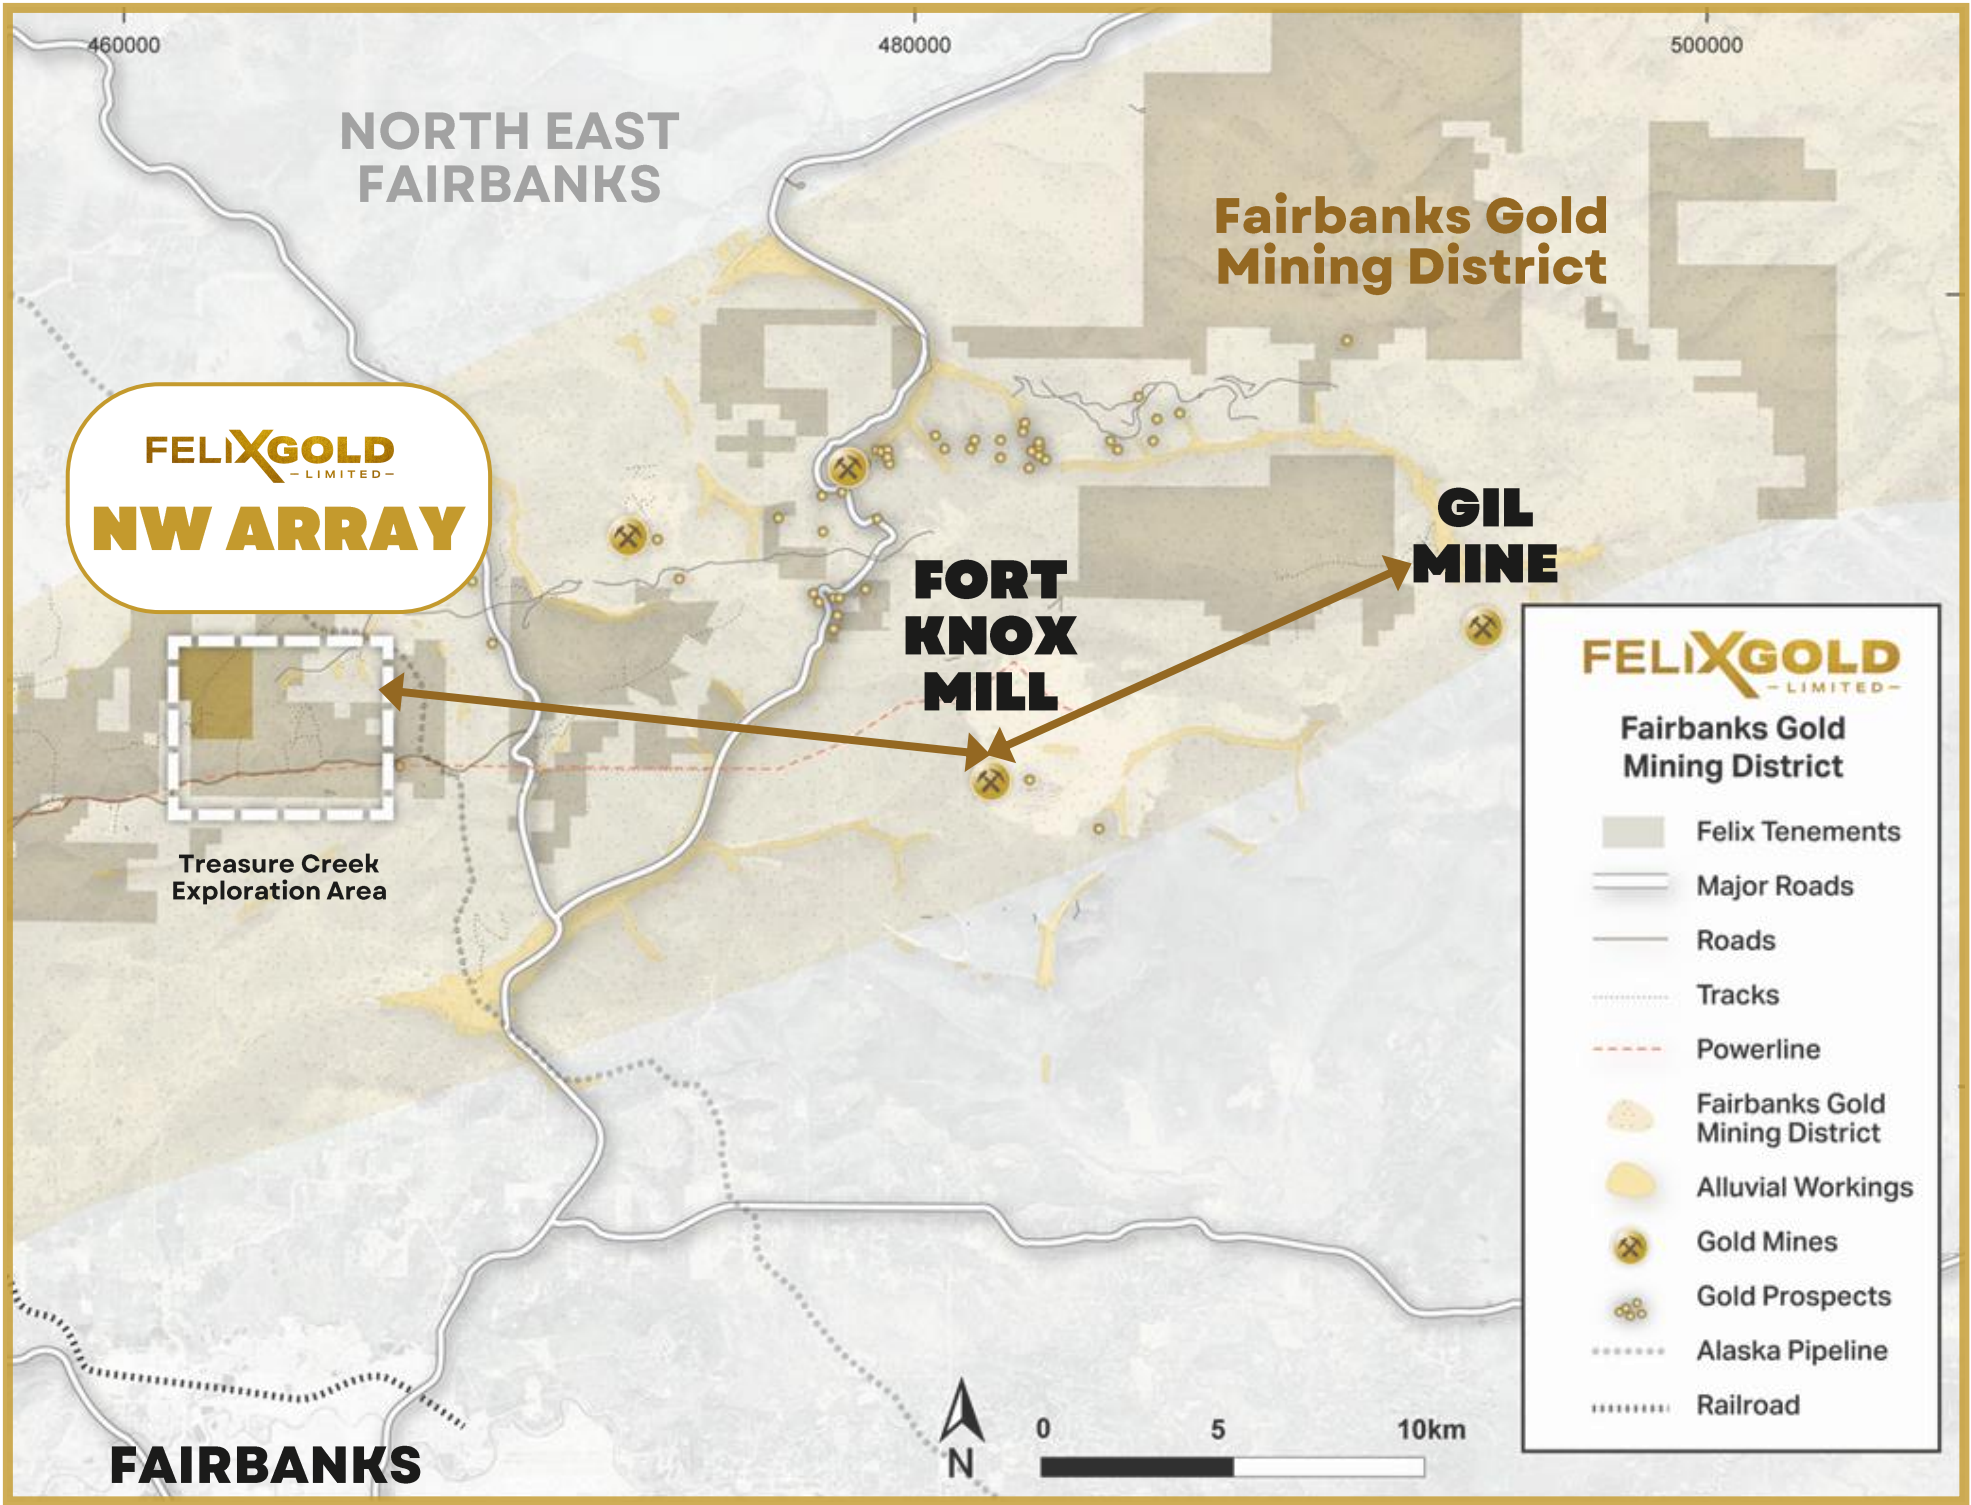 460000
480000
500000
NORTH EAST
FAIRBANKS
Fairbanks Gold
Mining District
FELIXGOLD
LIMITED
NW ARRAY
GIL
MINE
FORT
KNOX
MILL
Treasure Creek
Exploration Area
FELIXGOLD
LIMITED
Fairbanks Gold
Mining District
Felix Tenements
Major Roads
Roads
Tracks
Powerline
Fairbanks Gold
Mining District
Alluvial Workings
Gold Mines
Gold Prospects
Alaska Pipeline
Railroad
N
0 5 10km
FAIRBANKS